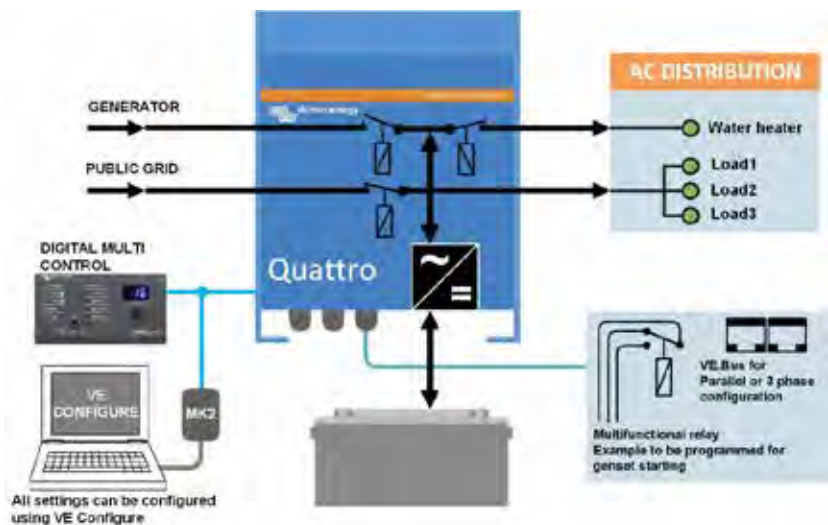 AC DISTRIBUTION
GENERATOR
victron energy
Water heater
PUBLIC GRID
Load1
Load2
Load3
DIGITAL MULTI
CONTROL
Quattro
VE
CONFIGURE
MK2
VE.Bus for
Parallel or 3 phase
configuration
Multifunctional relay
Example to be programmed for
genset starting
All settings can be configured
using VE Configure